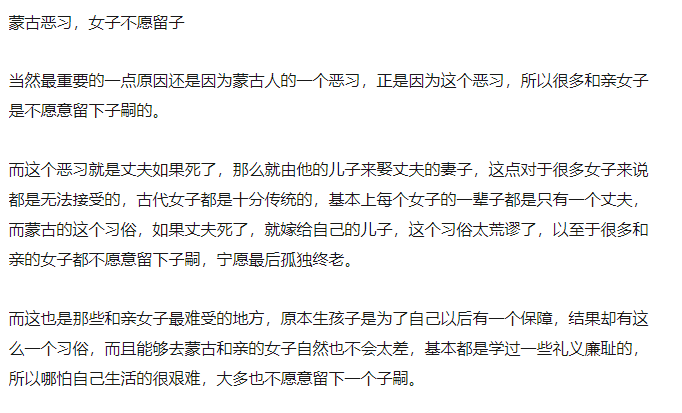 蒙古恶习，女子不愿留子
当然最重要的一点原因还是因为蒙古人的一个恶习，正是因为这个恶习，所以很多和亲女子
是不愿意留下子嗣的。
而这个恶习就是丈夫如果死了，那么就由他的儿子来娶丈夫的妻子，这点对于很多女子来说
都是无法接受的，古代女子都是十分传统的，基本上每个女子的一辈子都是只有一个丈夫，
而蒙古的这个习俗，如果丈夫死了，就嫁给自己的儿子，这个习俗太荒谬了，以至于很多和
亲的女子都不愿意留下子嗣，宁愿最后孤独终老。
而这也是那些和亲女子最难受的地方，原本生孩子是为了自己以后有一个保障，结果却有这
么一个习俗，而且能够去蒙古和亲的女子自然也不会太差，基本都是学过一些礼义廉耻的，
所以哪怕自己生活的很艰难，大多也不愿意留下一个子嗣。